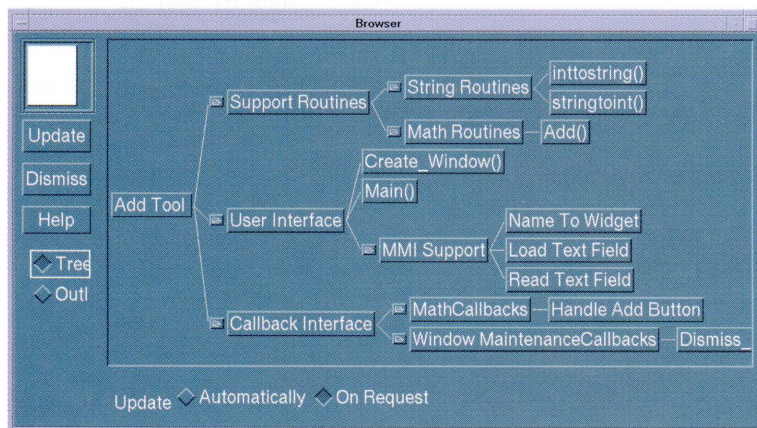 Browser
Update
Dismiss
Help
Tree
Outl
Add Tool
Support Routines
String Routines
inttostring()
stringtoint()
Math Routines
Add()
User Interface
Create_Window()
Main()
MMI Support
Name To Widget
Load Text Field
Read Text Field
Callback Interface
MathCallbacks
Handle Add Button
Window MaintenanceCallbacks
Dismiss_
Update Automatically On Request